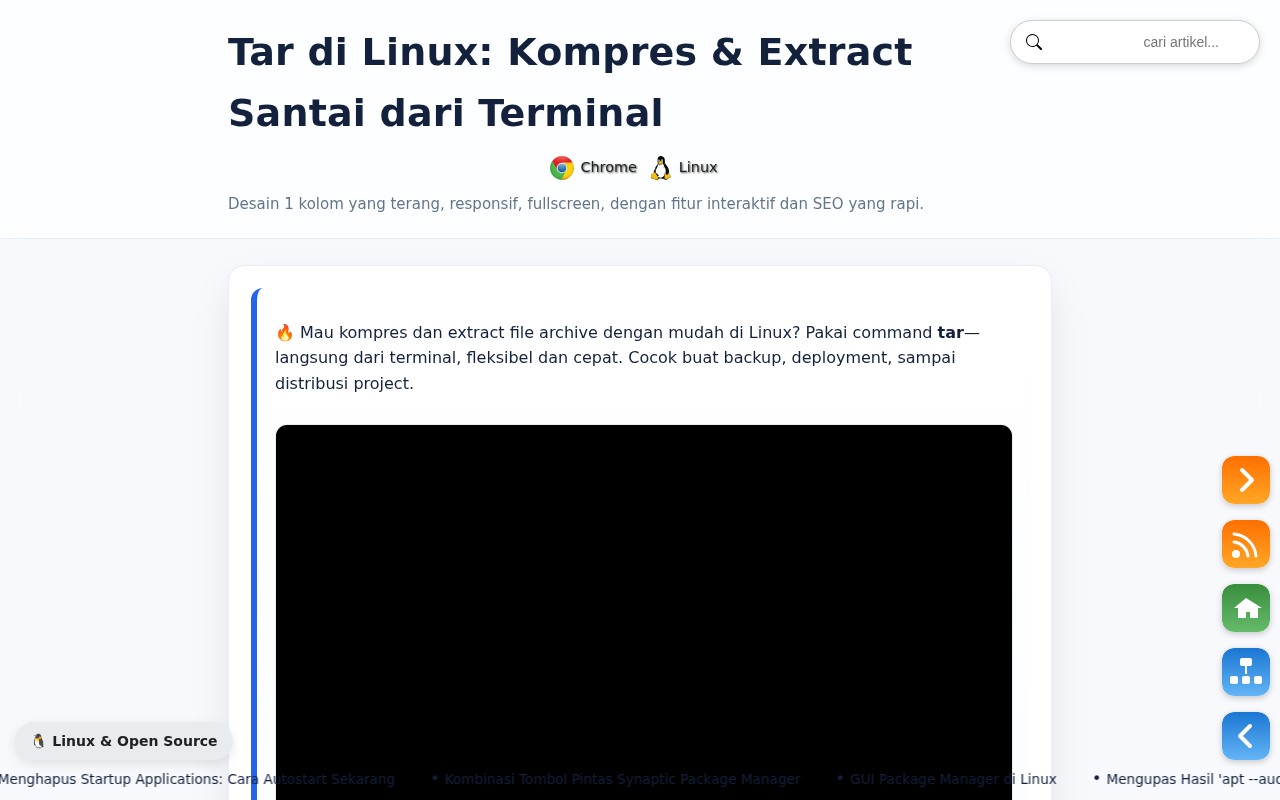 Tar di Linux: Kompres & Extract
Santai dari Terminal
cari artikel...
Chrome Linux
Desain 1 kolom yang terang, responsif, fullscreen, dengan fitur interaktif dan SEO yang rapi.
🔥 Mau kompres dan extract file archive dengan mudah di Linux? Pakai command tar—
langsung dari terminal, fleksibel dan cepat. Cocok buat backup, deployment, sampai
distribusi project.
🐧 Linux & Open Source
Menghapus Startup Applications: Cara Autostart Sekarang • Kombinasi Tombol Pintas Synaptic Package Manager • GUI Package Manager di Linux • Mengupas Hasil 'apt